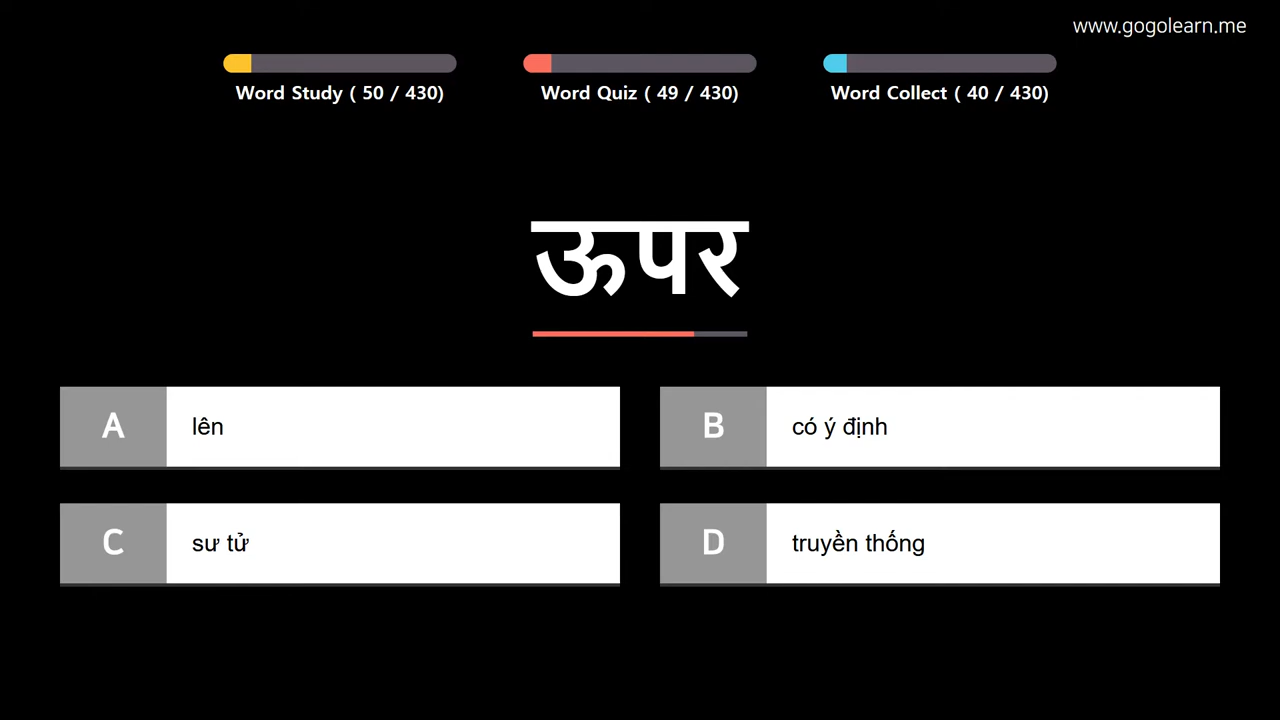 www.gogolearn.me
Word Study ( 50 / 430)
Word Quiz ( 49 / 430)
Word Collect ( 40 / 430)
ऊपर
A lên
B có ý định
C sư tử
D truyền thống